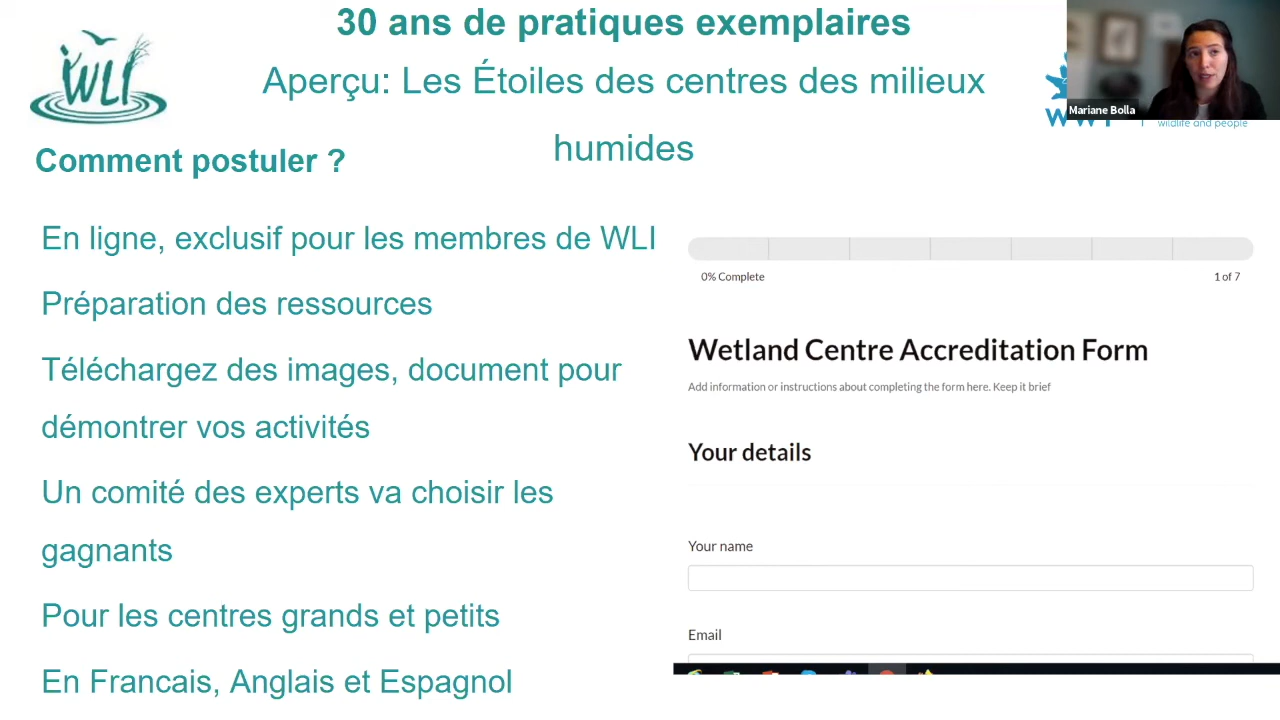 30 ans de pratiques exemplaires
Aperçu: Les Étoiles des centres des milieux
humides
WLI
Mariane Bolla
wildlife and people
Comment postuler ?
En ligne, exclusif pour les membres de WLI
Préparation des ressources
Téléchargez des images, document pour
démontrer vos activités
Un comité des experts va choisir les
gagnants
Pour les centres grands et petits
En Francais, Anglais et Espagnol
0% Complete
1 of 7
Wetland Centre Accreditation Form
Add information or instructions about completing the form here. Keep it brief
Your details
Your name
Email